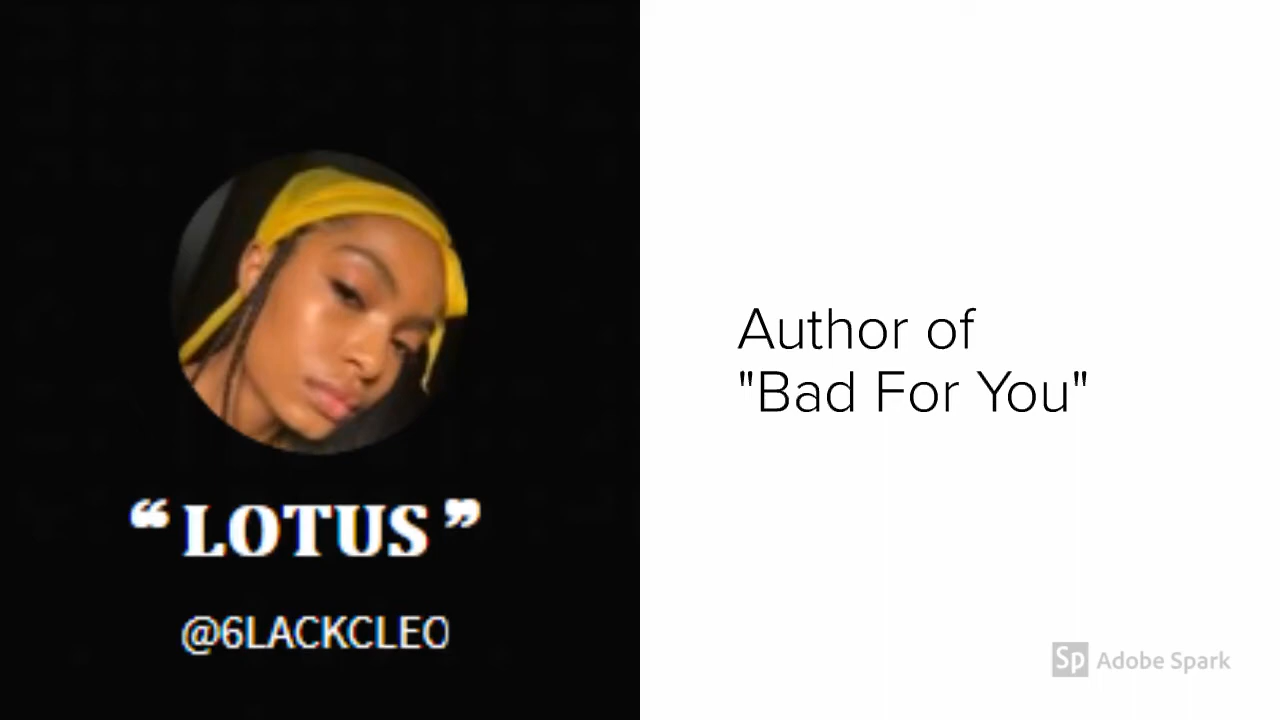 “ LOTUS ”
@6LACKCLEO
Author of
"Bad For You"
Sp Adobe Spark